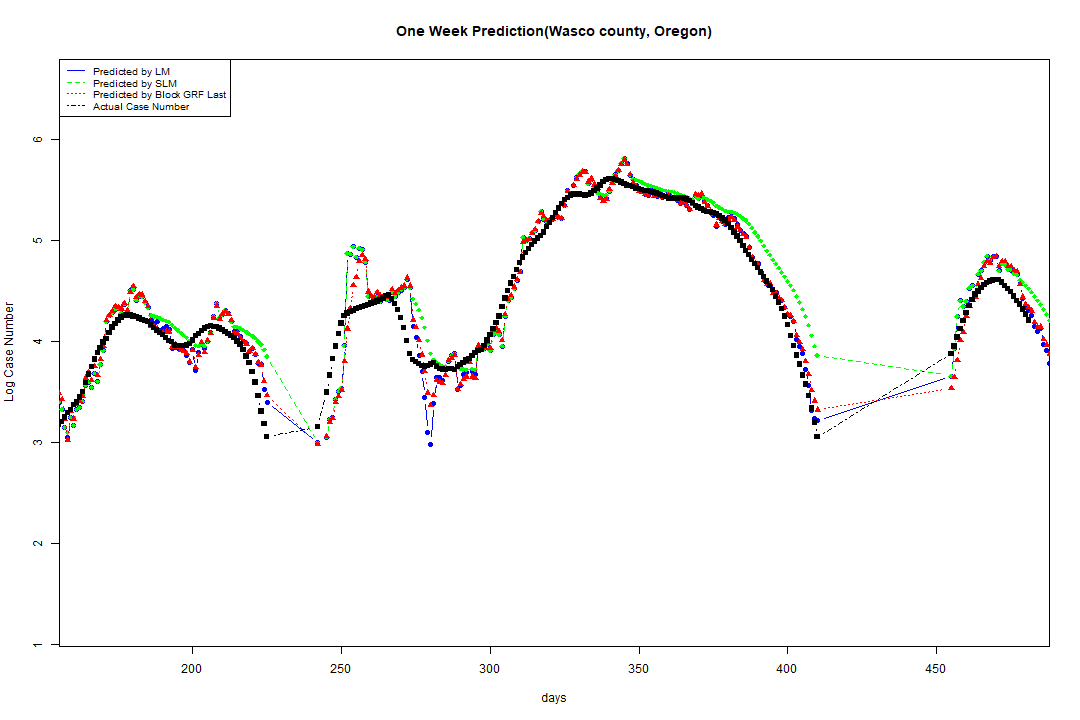 One Week Prediction(Wasco county, Oregon)
Predicted by LM
Predicted by SLM
Predicted by Block GRF Last
Actual Case Number
Log Case Number
6
5
4
3
2
1
200 250 300 350 400 450
days